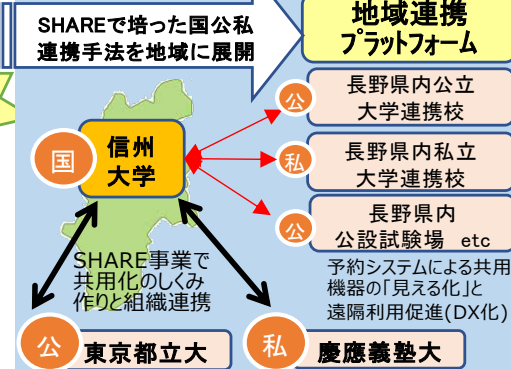 SHAREで培った国公私
連携手法を地域に展開
地域連携
プラットフォーム
公
長野県内公立
大学連携校
国
信州
大学
私
長野県内私立
大学連携校
公
長野県内
公設試験場 etc
SHARE事業で
共用化のしくみ
作りと組織連携
予約システムによる共用
機器の「見える化」と
遠隔利用促進(DX化)
公
東京都立大
私
慶應義塾大